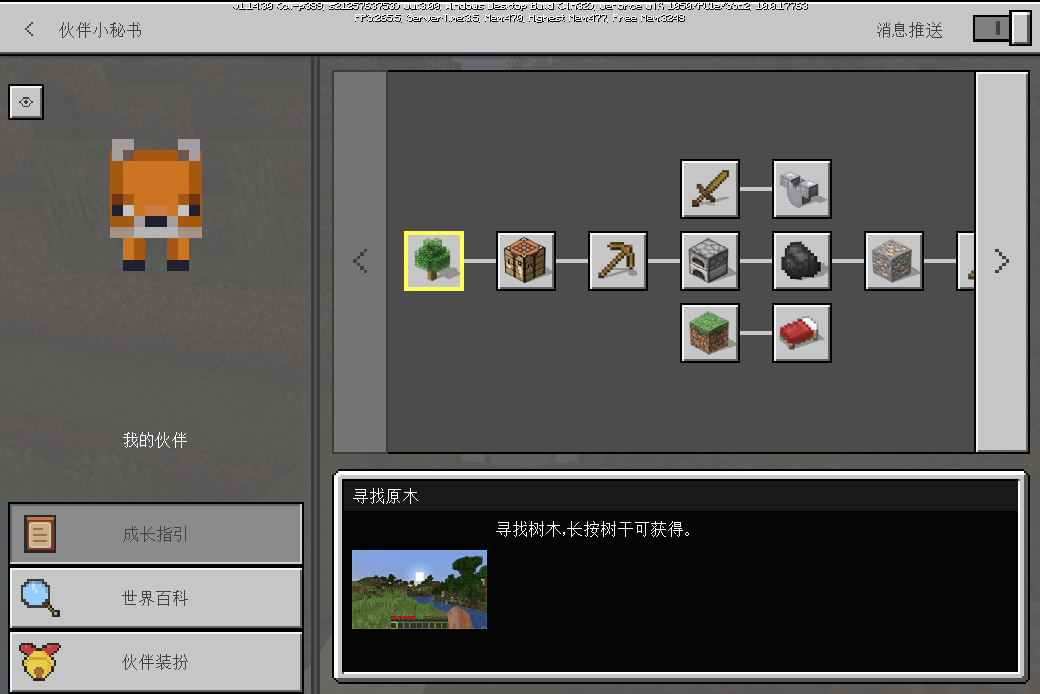 伙伴小秘书
消息推送
我的伙伴
成长指引
世界百科
伙伴装扮
寻找原木
寻找树木,长按树干可获得。